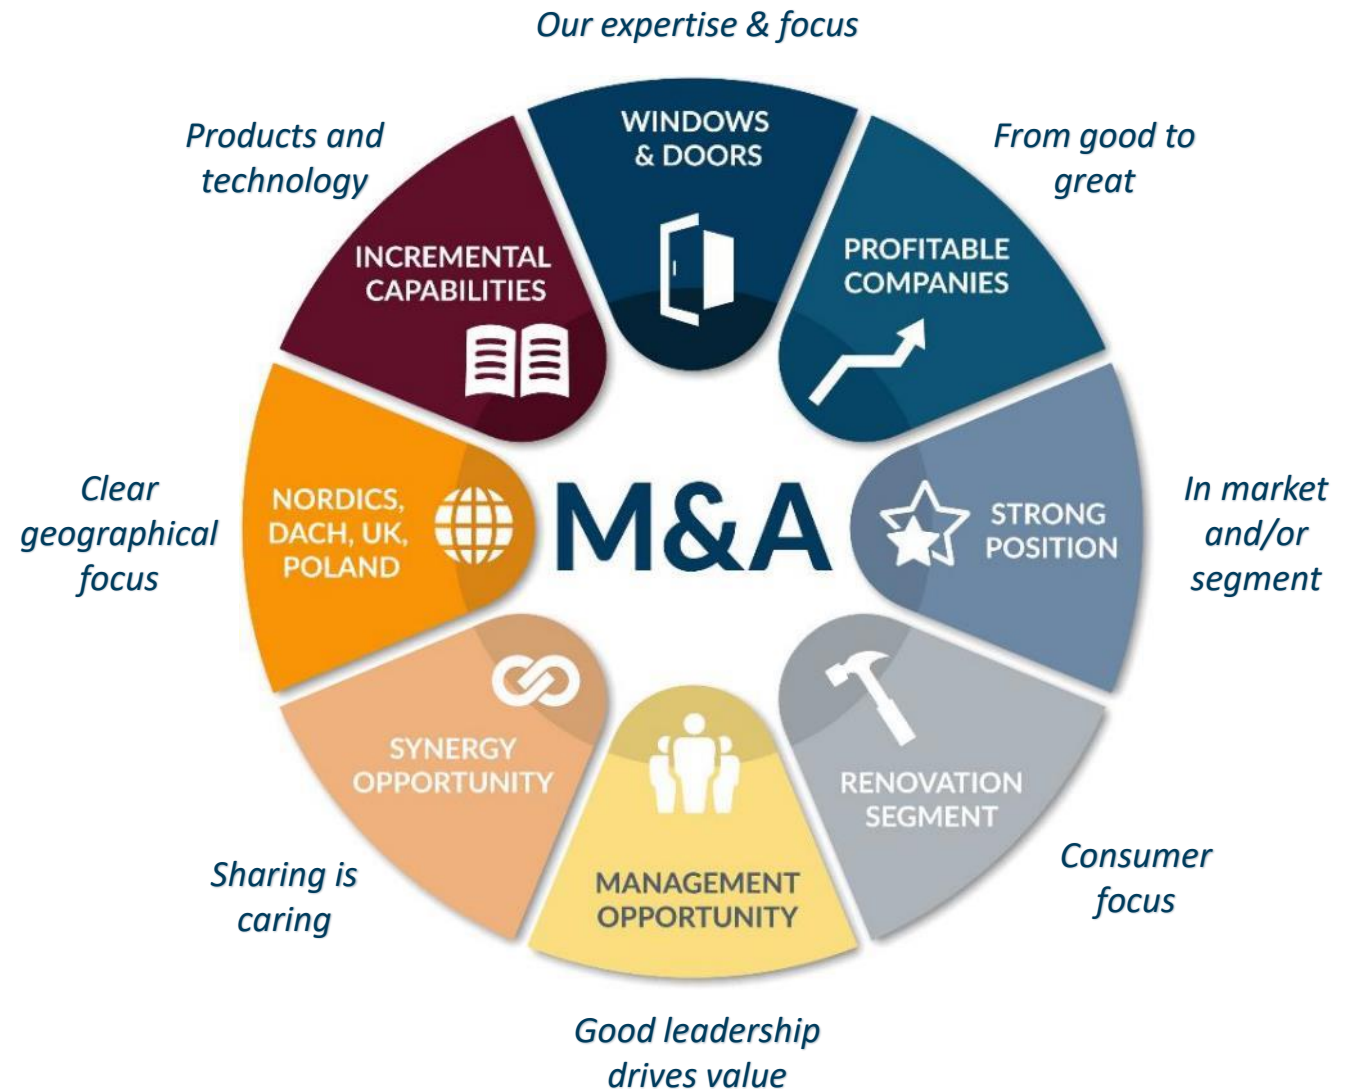 Our expertise & focus
WINDOWS
& DOORS
From good to
great
PROFITABLE
COMPANIES
In market
and/or
segment
STRONG
POSITION
Consumer
focus
RENOVATION
SEGMENT
Good leadership
drives value
MANAGEMENT
OPPORTUNITY
Sharing is
caring
SYNERGY
OPPORTUNITY
Clear
geographical
focus
NORDICS,
DACH, UK,
POLAND
Products and
technology
INCREMENTAL
CAPABILITIES
M&A